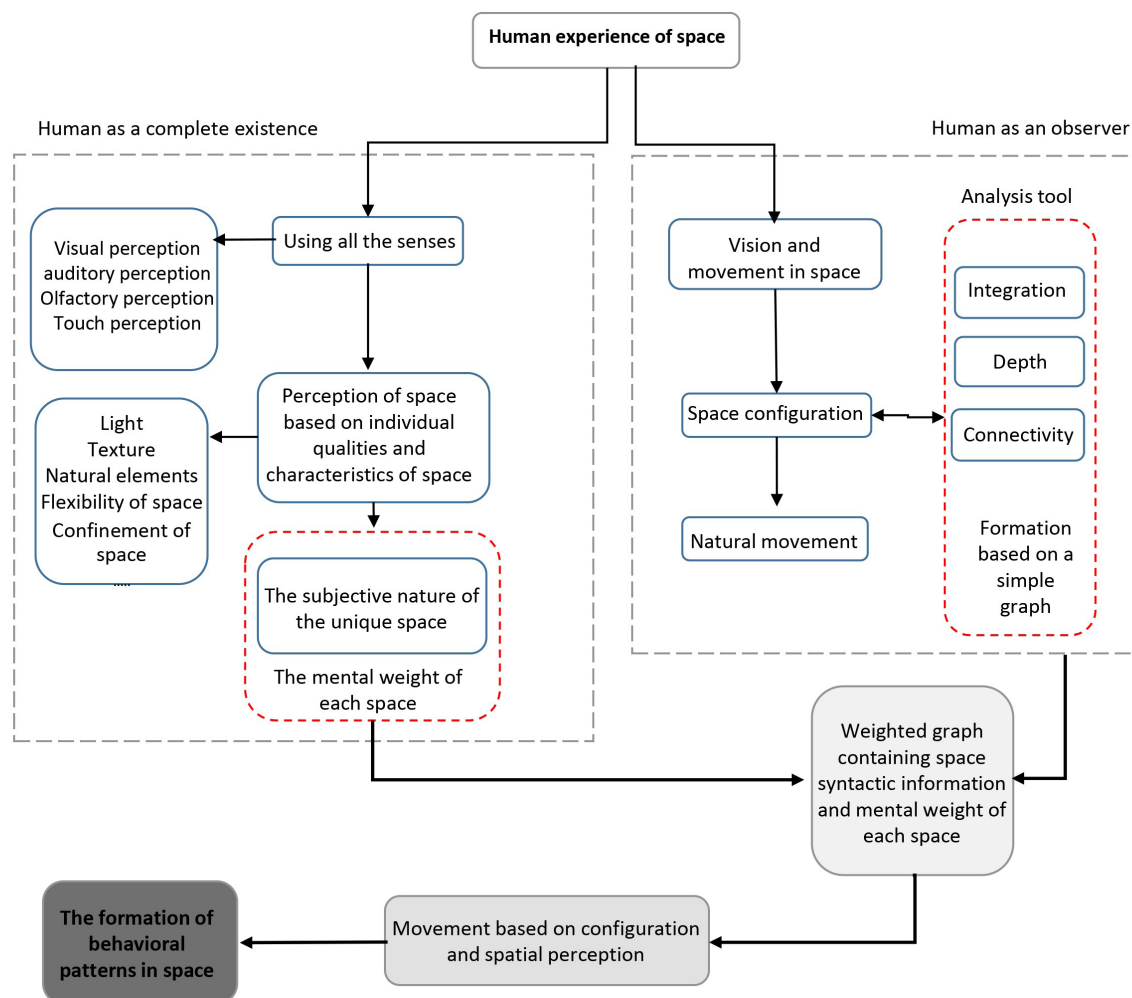 Human experience of space
Human as a complete existence
Human as an observer
Using all the senses
Visual perception
auditory perception
Olfactory perception
Touch perception
Perception of space
based on individual
qualities and
characteristics of space
Light
Texture
Natural elements
Flexibility of space
Confinement of
space
.....
The subjective nature of
the unique space
The mental weight of
each space
Vision and
movement in space
Space configuration
Natural movement
Analysis tool
Integration
Depth
Connectivity
Formation
based on a
simple
graph
Weighted graph
containing space
syntactic information
and mental weight of
each space
Movement based on configuration
and spatial perception
The formation of
behavioral
patterns in space